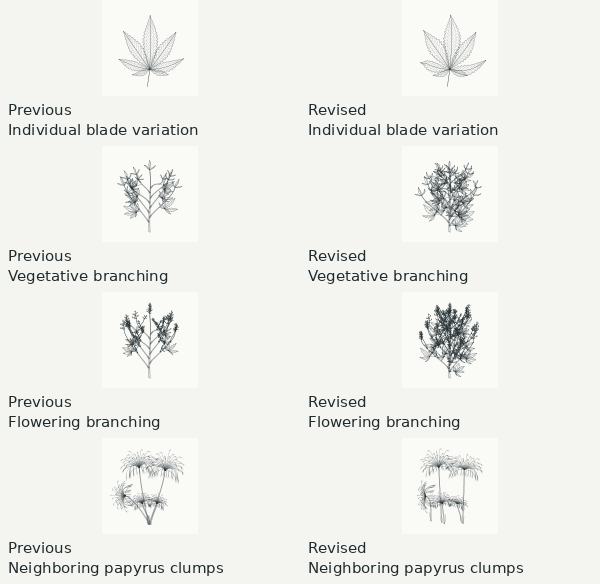 Previous
Individual blade variation
Revised
Individual blade variation
Previous
Vegetative branching
Revised
Vegetative branching
Previous
Flowering branching
Revised
Flowering branching
Previous
Neighboring papyrus clumps
Revised
Neighboring papyrus clumps